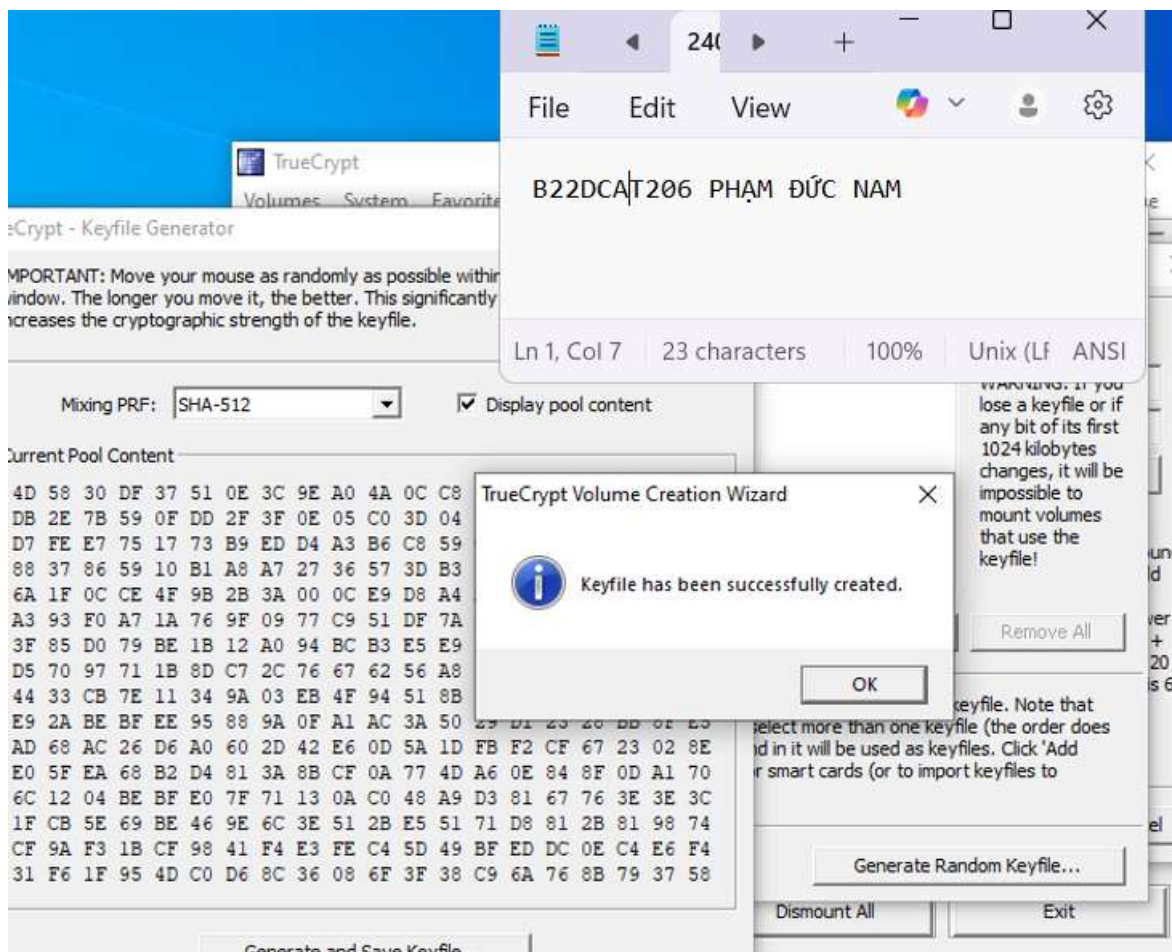 240
File Edit View
B22DCAT206 PHẠM ĐỨC NAM
Ln 1, Col 7 23 characters 100% Unix (LF ANSI
TrueCrypt
Volumes System Favorite
eCrypt - Keyfile Generator
MPORTANT: Move your mouse as randomly as possible within
window. The longer you move it, the better. This significantly
ncreases the cryptographic strength of the keyfile.
Mixing PRF: SHA-512 Display pool content
Current Pool Content
4D 58 30 DF 37 51 0E 3C 9E A0 4A 0C C8
DB 2E 7B 59 0F DD 2F 3F 0E 05 C0 3D 04
D7 FE E7 75 17 73 B9 ED D4 A3 B6 C8 59
88 37 86 59 10 B1 A8 A7 27 36 57 3D B3
6A 1F 0C CE 4F 9B 2B 3A 00 0C E9 D8 A4
A3 93 F0 A7 1A 76 9F 09 77 C9 51 DF 7A
3F 85 D0 79 BE 1B 12 A0 94 BC B3 E5 E9
D5 70 97 71 1B 8D C7 2C 76 67 62 56 A8
44 33 CB 7E 11 34 9A 03 EB 4F 94 51 8B
E9 2A BE BF EE 95 88 9A 0F A1 AC 3A 50 29 D1 23 28 BB 8F E5
AD 68 AC 26 D6 A0 60 2D 42 E6 0D 5A 1D FB F2 CF 67 23 02 8E
E0 5F EA 68 B2 D4 81 3A 8B CF 0A 77 4D A6 0E 84 8F 0D A1 70
6C 12 04 BE BF E0 7F 71 13 0A C0 48 A9 D3 81 67 76 3E 3E 3C
1F CB 5E 69 BE 46 9E 6C 3E 51 2B E5 51 71 D8 81 2B 81 98 74
CF 9A F3 1B CF 98 41 F4 E3 FE C4 5D 49 BF ED DC 0E C4 E6 F4
31 F6 1F 95 4D C0 D6 8C 36 08 6F 3F 38 C9 6A 76 8B 79 37 58
Generate and Save Keyfile...
TrueCrypt Volume Creation Wizard
Keyfile has been successfully created.
OK
WARNING: If you
lose a keyfile or if
any bit of its first
1024 kilobytes
changes, it will be
impossible to
mount volumes
that use the
keyfile!
Remove All
keyfile. Note that
select more than one keyfile (the order does
nd in it will be used as keyfiles. Click 'Add
r smart cards (or to import keyfiles to
Generate Random Keyfile...
Dismount All Exit